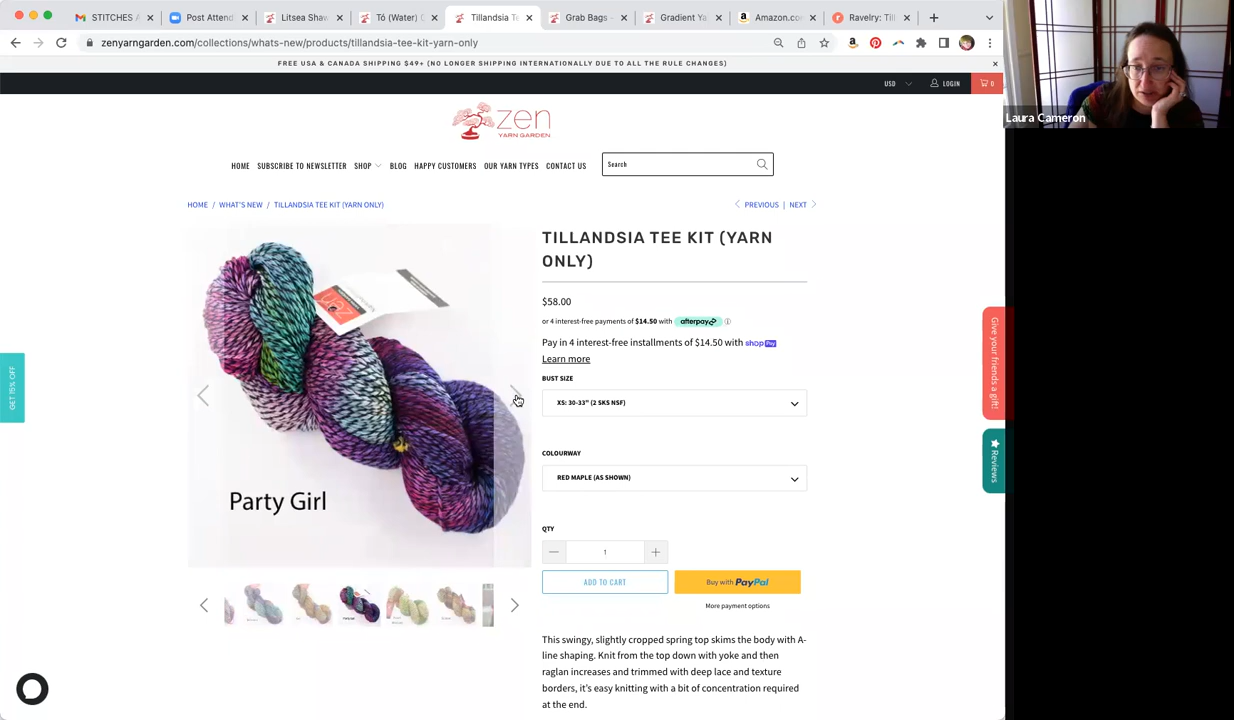 STITCHES A
Post Attend
Litsea Shaw
Tó (Water) C
Tillandsia Te
Grab Bags -
Gradient Ya
Amazon.co
Ravelry: Till
zenyarngarden.com/collections/whats-new/products/tillandsia-tee-kit-yarn-only
FREE USA & CANADA SHIPPING $49+ (NO LONGER SHIPPING INTERNATIONALLY DUE TO ALL THE RULE CHANGES)
USD
LOGIN
0
Laura Cameron
zen
YARN GARDEN
HOME SUBSCRIBE TO NEWSLETTER SHOP BLOG HAPPY CUSTOMERS OUR YARN TYPES CONTACT US
Search
HOME / WHAT'S NEW / TILLANDSIA TEE KIT (YARN ONLY)
PREVIOUS | NEXT
TILLANDSIA TEE KIT (YARN
ONLY)
$58.00
or 4 interest-free payments of $14.50 with afterpay
Pay in 4 interest-free installments of $14.50 with shop Pay
Learn more
BUST SIZE
XS: 30-33" (2 SKS NSF)
COLOURWAY
RED MAPLE (AS SHOWN)
QTY
1
ADD TO CART
Buy with PayPal
More payment options
This swingy, slightly cropped spring top skims the body with A-
line shaping. Knit from the top down with yoke and then
raglan increases and trimmed with deep lace and texture
borders, it's easy knitting with a bit of concentration required
at the end.
zen
Party Girl
GET 15% OFF
Give your friends a gift!
Reviews